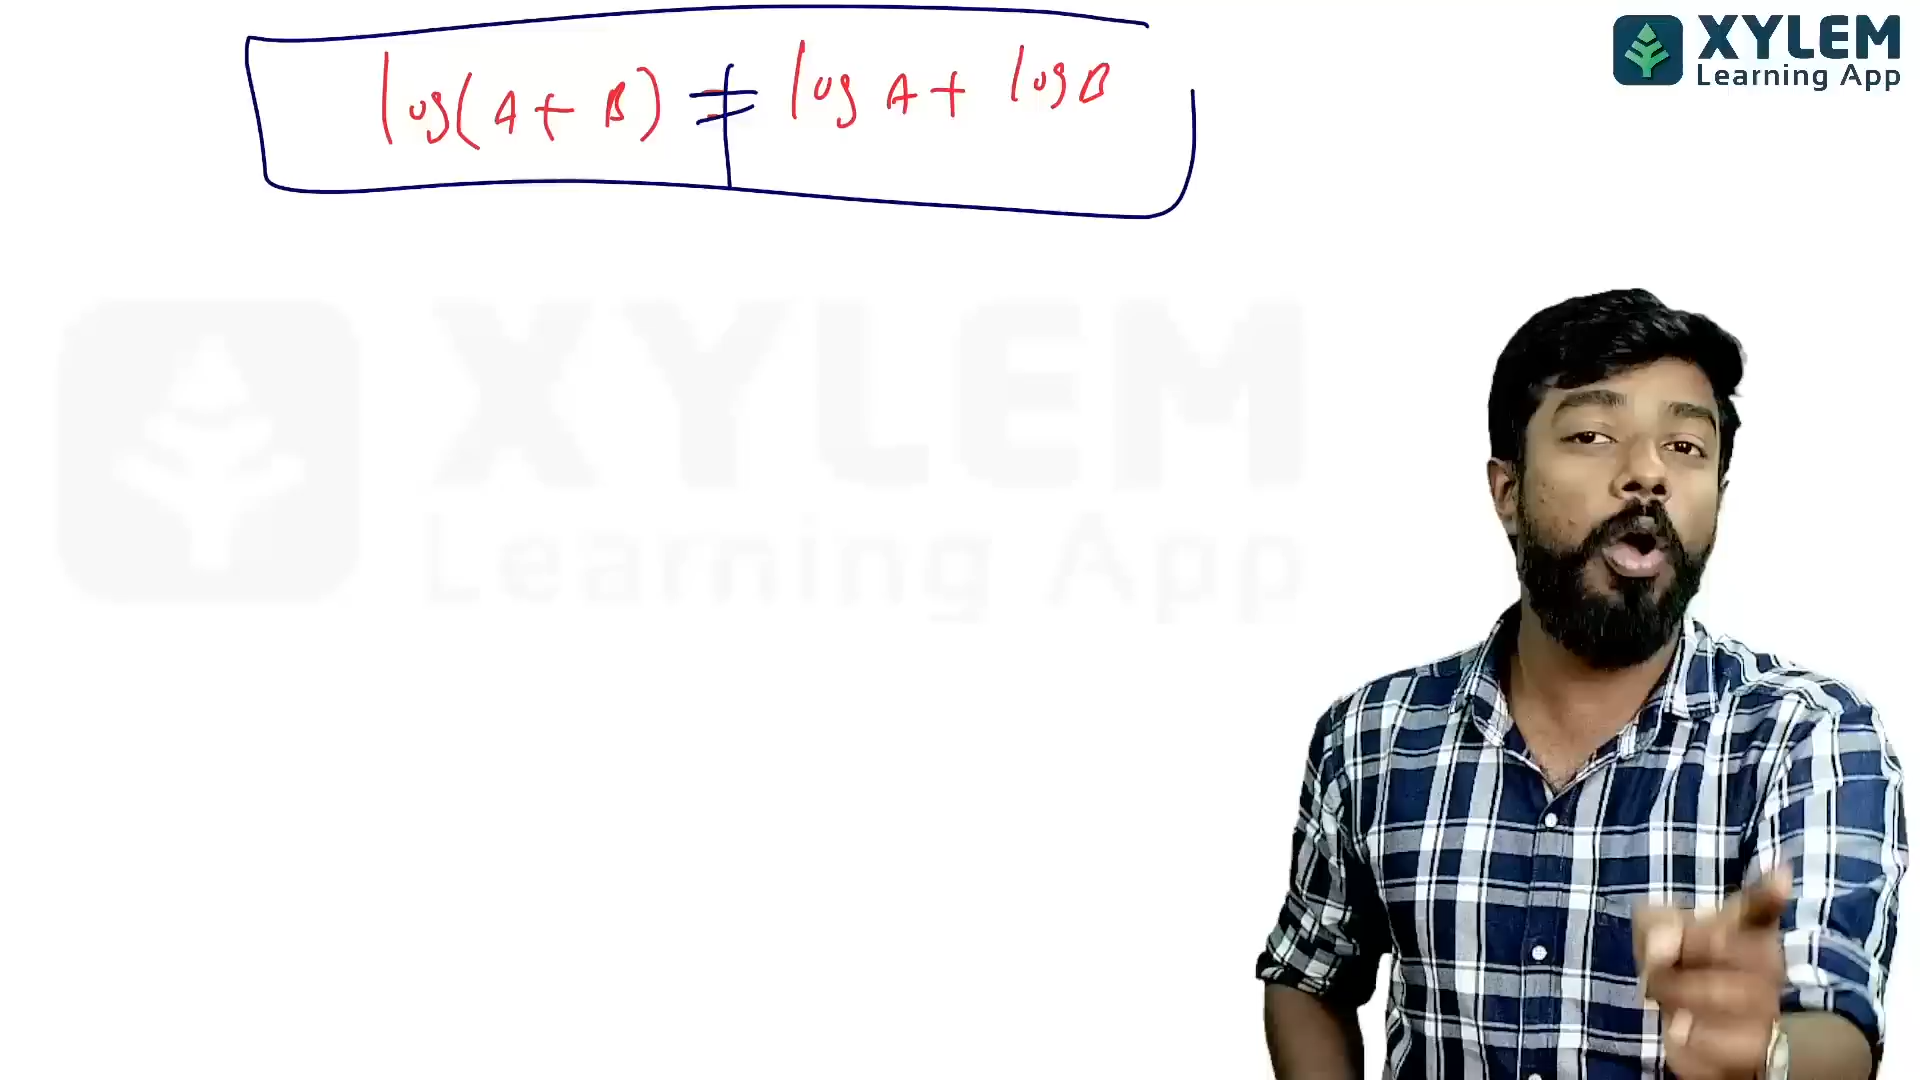 log(A + B) ≠ log A + log B
XYLEM
Learning App
XYLEM
Learning App